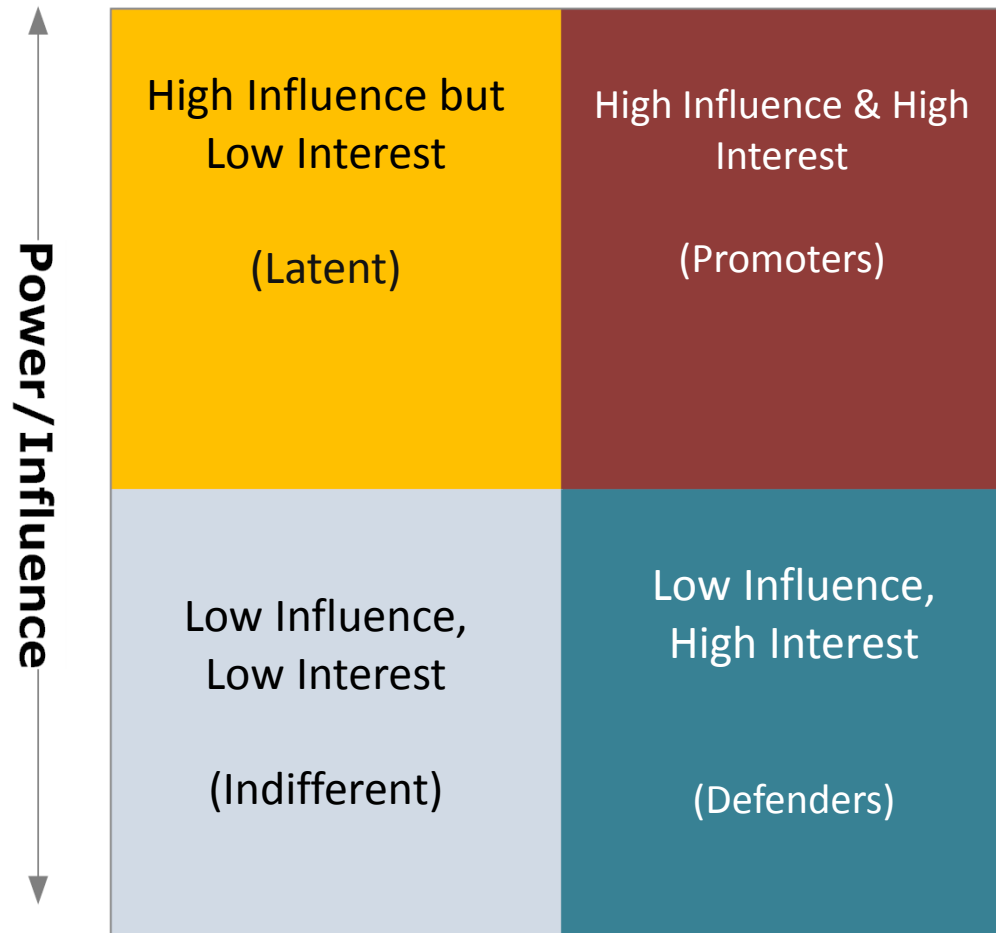 Power/Influence
High Influence but
Low Interest
(Latent)
High Influence & High
Interest
(Promoters)
Low Influence,
Low Interest
(Indifferent)
Low Influence,
High Interest
(Defenders)